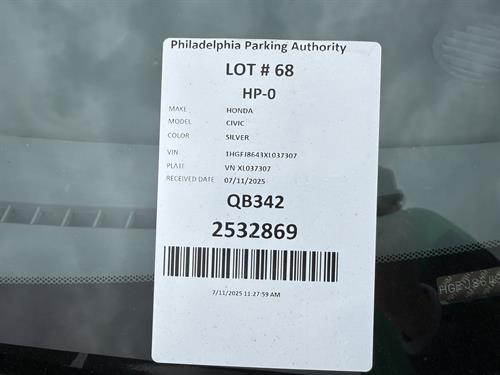 Philadelphia Parking Authority
LOT # 68
HP-0
MAKE HONDA
MODEL CIVIC
COLOR SILVER
VIN: 1HGFJ8643XL037307
PLATE VN XL037307
RECEIVED DATE 07/11/2025
QB342
2532869
7/11/2025 11:27:59 AM